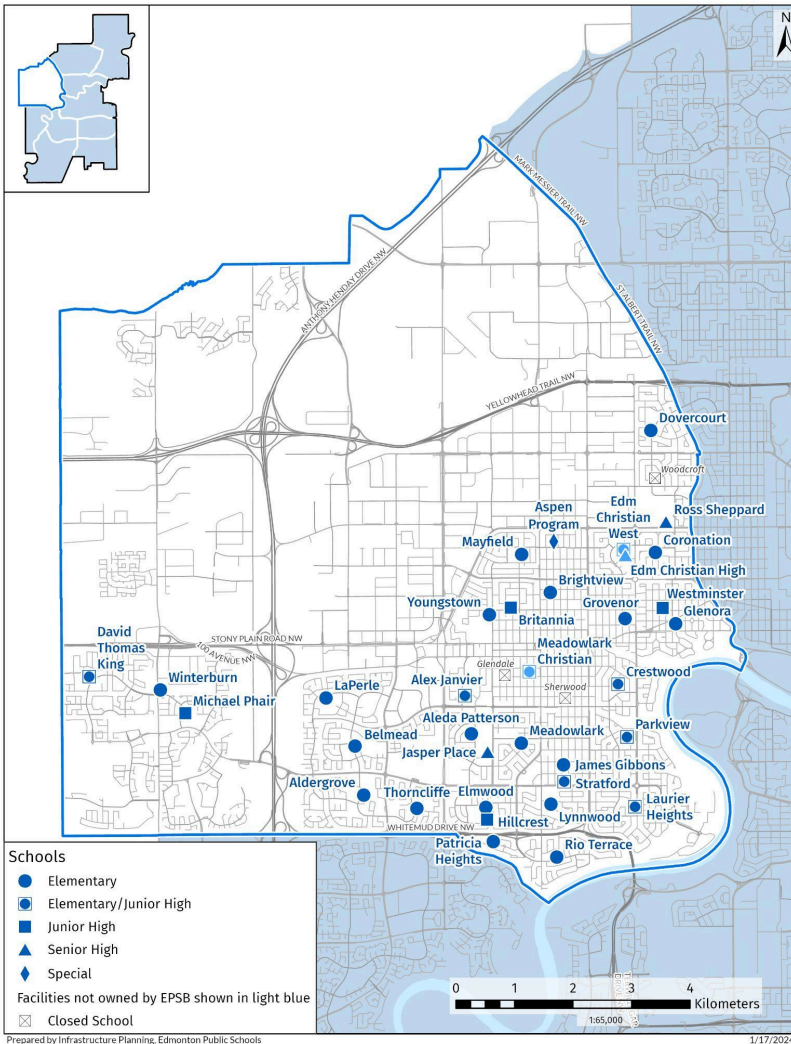 N
MARK MESSIER TRAIL NW
ANTHONY HENDAY DRIVE NW
ST ALBERT TRAIL NW
YELLOWHEAD TRAIL NW
Dovercourt
Woodcroft
Edm
Christian
West
Ross Sheppard
Aspen
Program
Mayfield
Coronation
Edm Christian High
Brightview
Youngstown
Britannia
Grovenor
Westminster
Glenora
STONY PLAIN ROAD NW
100 AVENUE NW
David
Thomas
King
Winterburn
Michael Phair
Meadowlark
Christian
Glendale
Sherwood
Crestwood
LaPerle
Alex Janvier
Aleda Patterson
Belmead
Jasper Place
Meadowlark
Parkview
James Gibbons
Stratford
Aldergrove
Thorncliffe
Elmwood
Hillcrest
Lynnwood
Laurier
Heights
WHITEMUD DRIVE NW
Patricia
Heights
Rio Terrace
Schools
Elementary
Elementary/Junior High
Junior High
Senior High
Special
Facilities not owned by EPSB shown in light blue
Closed School
0 1 2 3 4
Kilometers
1:65,000
Prepared by Infrastructure Planning, Edmonton Public Schools
1/17/2024